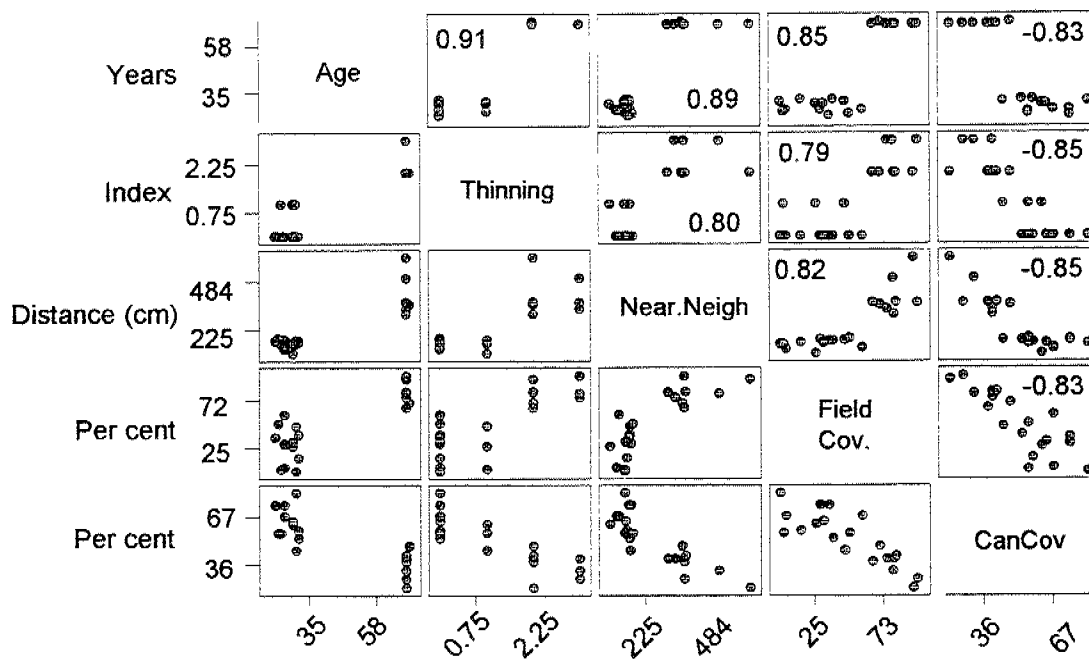 58 0.91 0.85 -0.83
Years Age
35 0.89
2.25 0.79 -0.85
Index Thinning
0.75 0.80
0.82 -0.85
484
Distance (cm) Near.Neigh
225
72 -0.83
Per cent Field
Cov.
25
67
Per cent CanCov
36
35 58 0.75 2.25 225 484 25 73 36 67